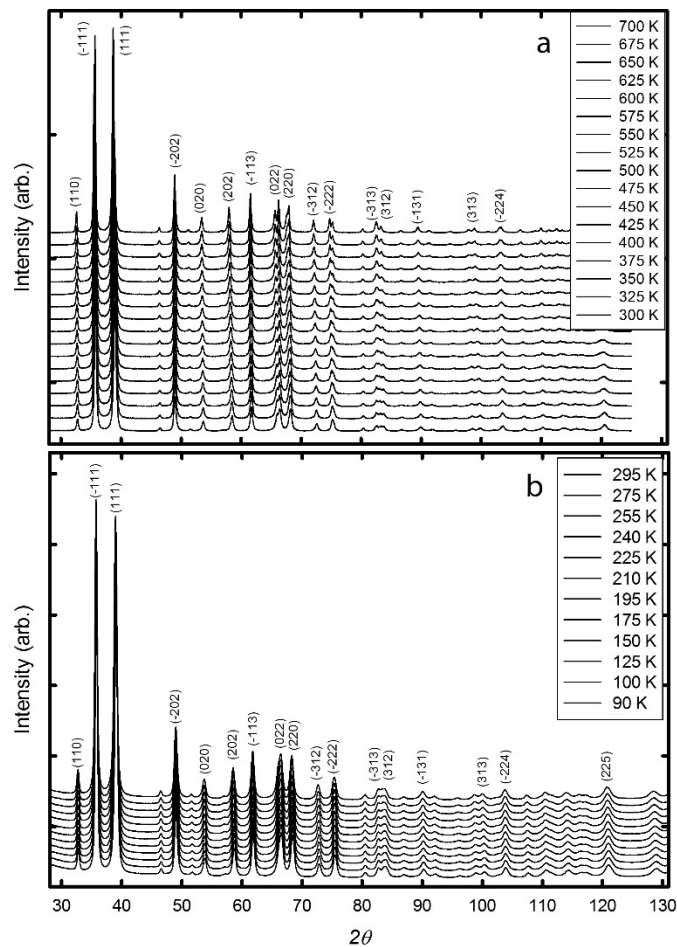 a
700 K
675 K
650 K
625 K
600 K
575 K
550 K
525 K
500 K
475 K
450 K
425 K
400 K
375 K
350 K
325 K
300 K
(-111)
(111)
(110)
(-202)
(020)
(202)
(-113)
(022)
(220)
(-312)
(-222)
(-313)
(312)
(-131)
(313)
(-224)
Intensity (arb.)
b
295 K
275 K
255 K
240 K
225 K
210 K
195 K
175 K
150 K
125 K
100 K
90 K
(-111)
(111)
(110)
(-202)
(020)
(202)
(-113)
(022)
(220)
(-312)
(-222)
(-313)
(312)
(-131)
(313)
(-224)
(225)
Intensity (arb.)
30 40 50 60 70 80 90 100 110 120 130
2θ